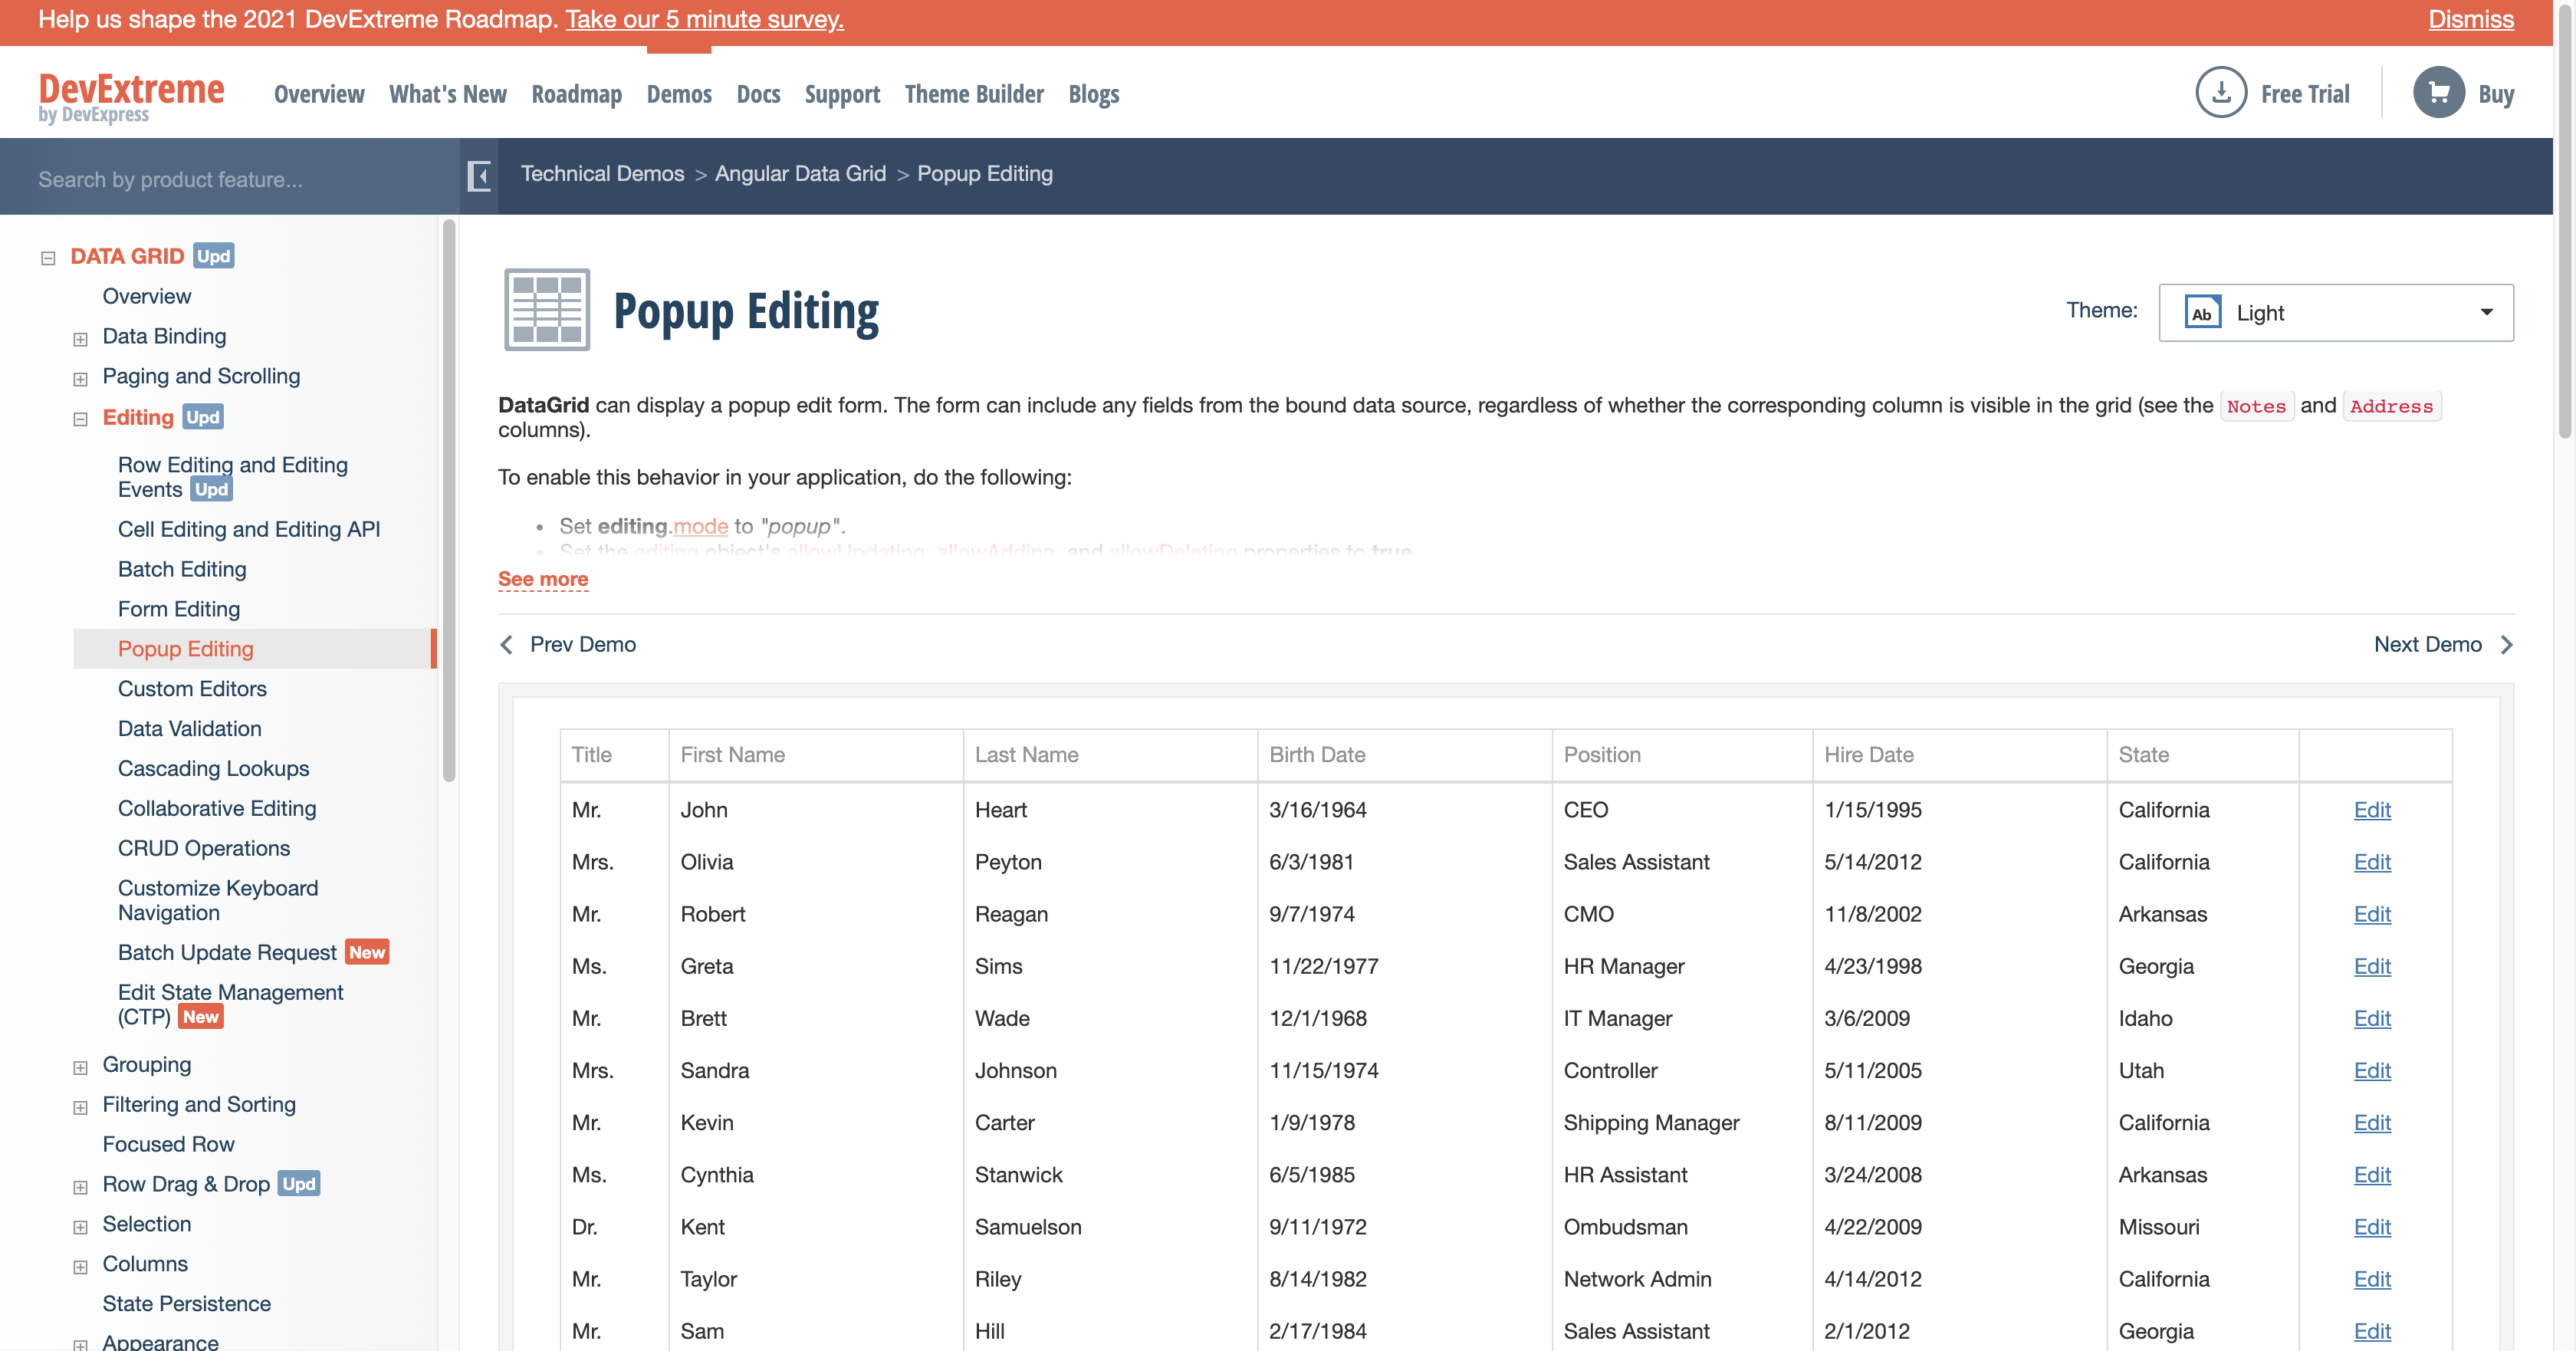 Help us shape the 2021 DevExtreme Roadmap. Take our 5 minute survey.
Dismiss
DevExtreme
by DevExpress
Overview What's New Roadmap Demos Docs Support Theme Builder Blogs
Free Trial
Buy
Search by product feature...
Technical Demos > Angular Data Grid > Popup Editing
DATA GRID Upd
Overview
Data Binding
Paging and Scrolling
Editing Upd
Row Editing and Editing
Events Upd
Cell Editing and Editing API
Batch Editing
Form Editing
Popup Editing
Custom Editors
Data Validation
Cascading Lookups
Collaborative Editing
CRUD Operations
Customize Keyboard
Navigation
Batch Update Request New
Edit State Management
(CTP) New
Grouping
Filtering and Sorting
Focused Row
Row Drag & Drop Upd
Selection
Columns
State Persistence
Appearance
Popup Editing
Theme:
Ab Light
DataGrid can display a popup edit form. The form can include any fields from the bound data source, regardless of whether the corresponding column is visible in the grid (see the Notes and Address
columns).
To enable this behavior in your application, do the following:
• Set editing.mode to "popup".
• Set the editing object's allowUpdating, allowAdding, and allowDeleting properties to true.
See more
Prev Demo
Next Demo
Title First Name Last Name Birth Date Position Hire Date State
Mr. John Heart 3/16/1964 CEO 1/15/1995 California Edit
Mrs. Olivia Peyton 6/3/1981 Sales Assistant 5/14/2012 California Edit
Mr. Robert Reagan 9/7/1974 CMO 11/8/2002 Arkansas Edit
Ms. Greta Sims 11/22/1977 HR Manager 4/23/1998 Georgia Edit
Mr. Brett Wade 12/1/1968 IT Manager 3/6/2009 Idaho Edit
Mrs. Sandra Johnson 11/15/1974 Controller 5/11/2005 Utah Edit
Mr. Kevin Carter 1/9/1978 Shipping Manager 8/11/2009 California Edit
Ms. Cynthia Stanwick 6/5/1985 HR Assistant 3/24/2008 Arkansas Edit
Dr. Kent Samuelson 9/11/1972 Ombudsman 4/22/2009 Missouri Edit
Mr. Taylor Riley 8/14/1982 Network Admin 4/14/2012 California Edit
Mr. Sam Hill 2/17/1984 Sales Assistant 2/1/2012 Georgia Edit